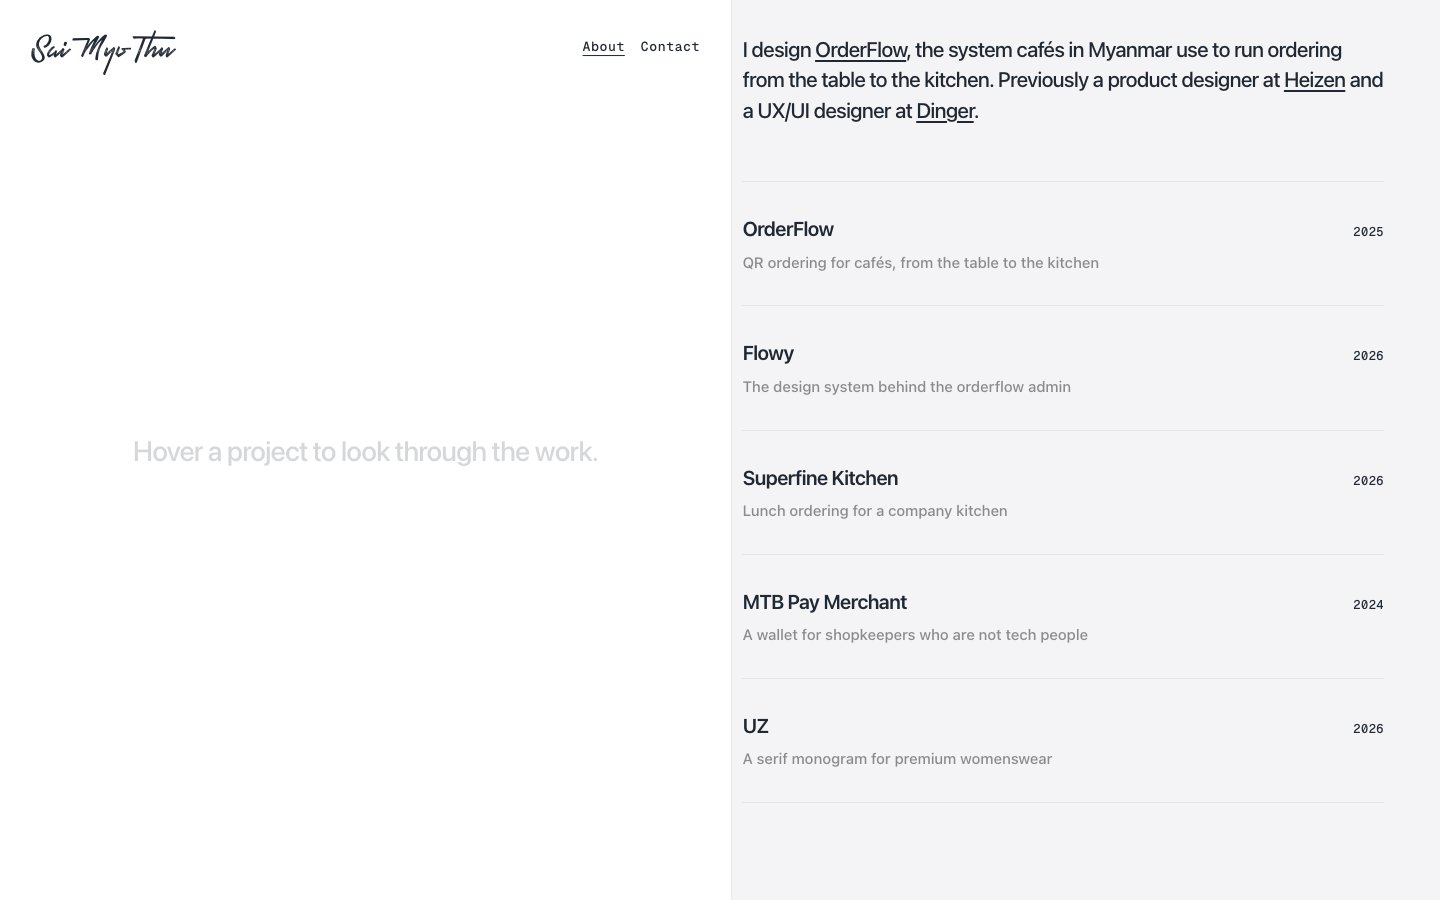 Sai Myo Thu
About Contact
Hover a project to look through the work.
I design OrderFlow, the system cafés in Myanmar use to run ordering
from the table to the kitchen. Previously a product designer at Heizen and
a UX/UI designer at Dinger.
OrderFlow 2025
QR ordering for cafés, from the table to the kitchen
Flowy 2026
The design system behind the orderflow admin
Superfine Kitchen 2026
Lunch ordering for a company kitchen
MTB Pay Merchant 2024
A wallet for shopkeepers who are not tech people
UZ 2026
A serif monogram for premium womenswear